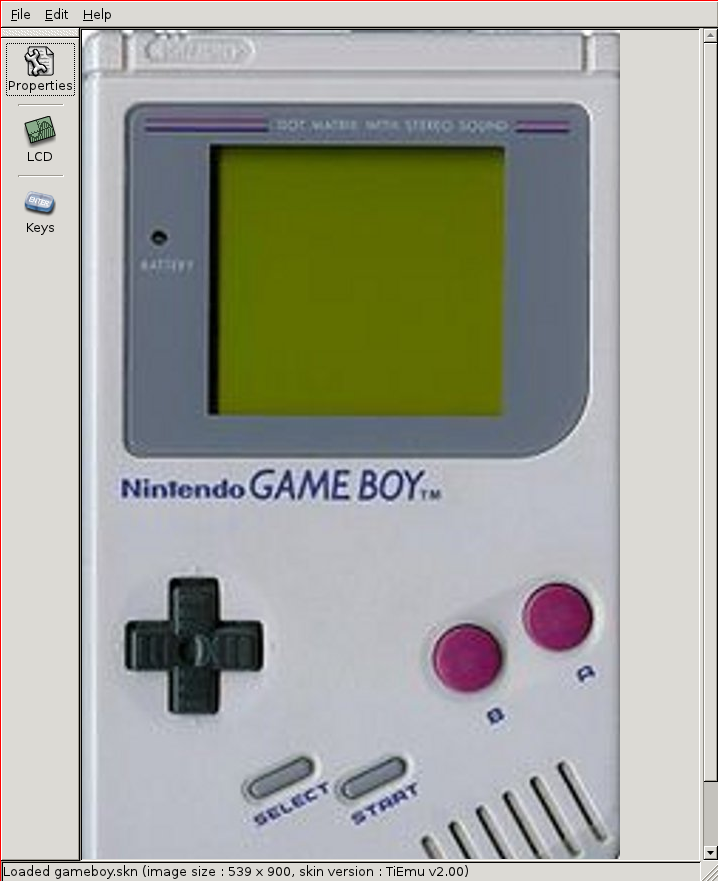 File Edit Help
Properties
LCD
Keys
DOT MATRIX WITH STEREO SOUND
BATTERY
Nintendo GAME BOY TM
A
B
SELECT
START
Loaded gameboy.skn (image size : 539 x 900, skin version : TiEmu v2.00)